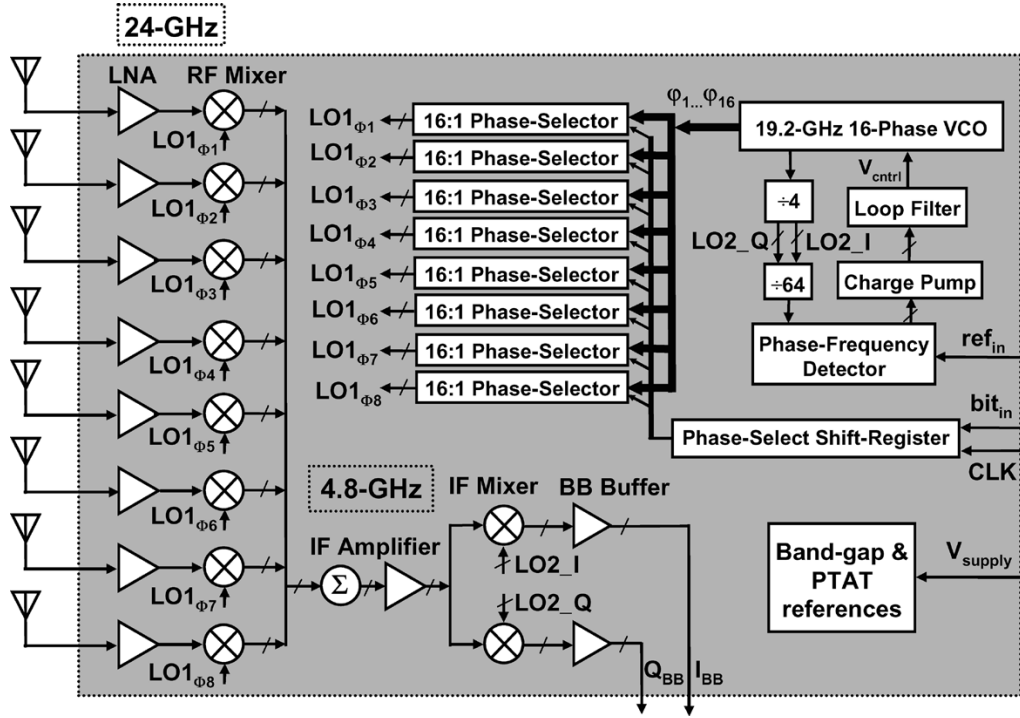 24-GHz
LNA
RF Mixer
LO1Φ1
LO1Φ2
LO1Φ3
LO1Φ4
LO1Φ5
LO1Φ6
LO1Φ7
LO1Φ8
LO1Φ1
16:1 Phase-Selector
LO1Φ2
16:1 Phase-Selector
LO1Φ3
16:1 Phase-Selector
LO1Φ4
16:1 Phase-Selector
LO1Φ5
16:1 Phase-Selector
LO1Φ6
16:1 Phase-Selector
LO1Φ7
16:1 Phase-Selector
LO1Φ8
16:1 Phase-Selector
φ1...φ16
19.2-GHz 16-Phase VCO
Vcntrl
÷4
Loop Filter
LO2_Q
LO2_I
÷64
Charge Pump
Phase-Frequency
Detector
refin
bitin
Phase-Select Shift-Register
CLK
4.8-GHz
IF Mixer
BB Buffer
IF Amplifier
Σ
LO2_I
LO2_Q
QBB
IBB
Band-gap &
PTAT
references
Vsupply